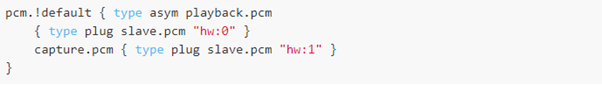 pcm.!default { type asym playback.pcm
{ type plug slave.pcm "hw:0" }
capture.pcm { type plug slave.pcm "hw:1" }
}